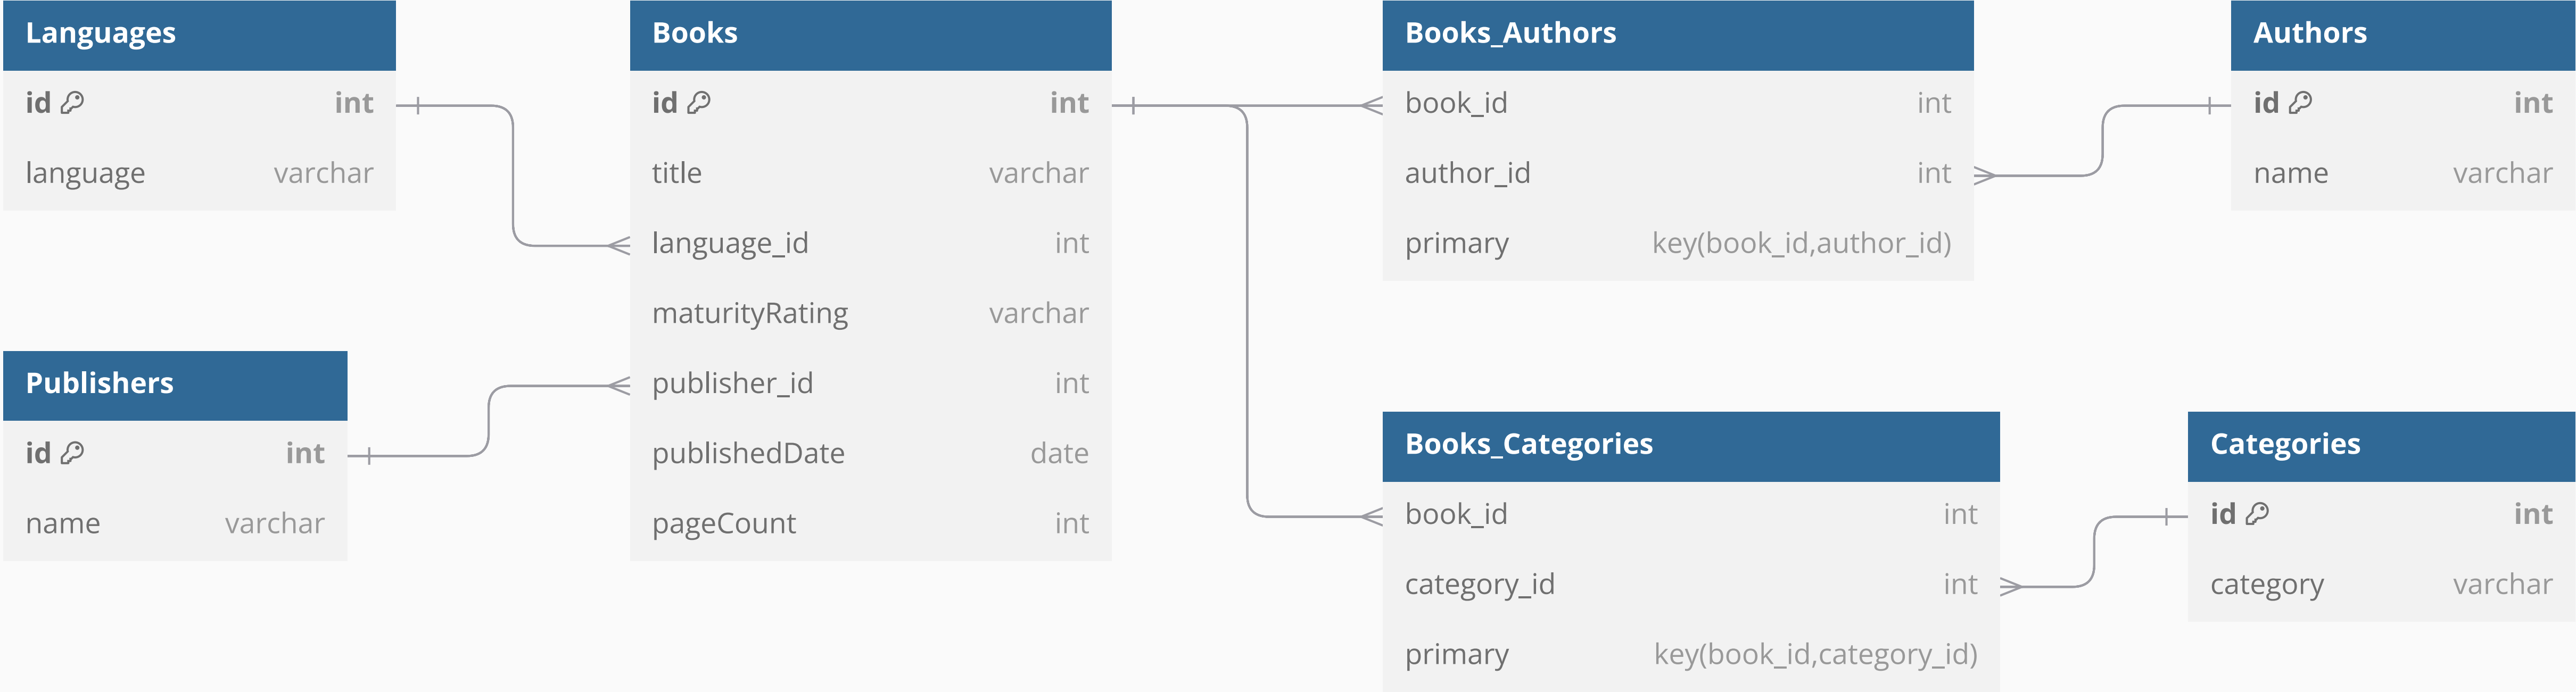 Languages
id int
language varchar
Publishers
id int
name varchar
Books
id int
title varchar
language_id int
maturityRating varchar
publisher_id int
publishedDate date
pageCount int
Books_Authors
book_id int
author_id int
primary key(book_id,author_id)
Books_Categories
book_id int
category_id int
primary key(book_id,category_id)
Authors
id int
name varchar
Categories
id int
category varchar